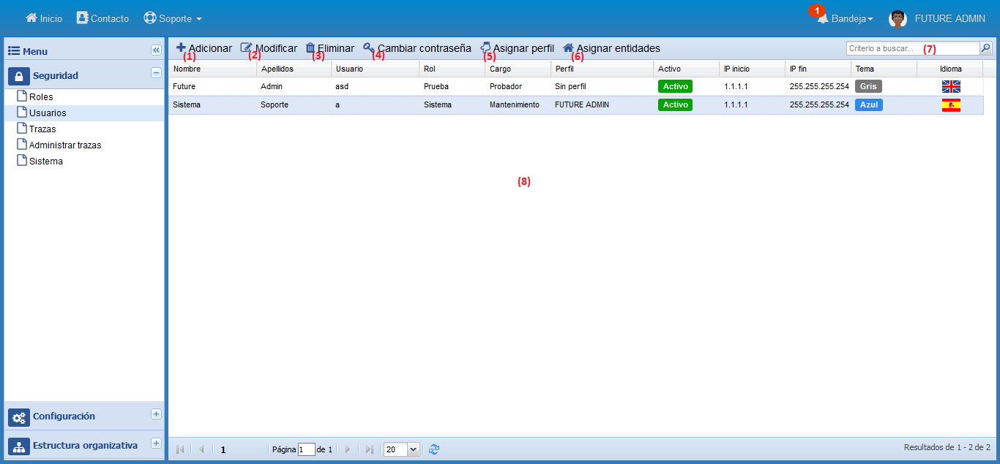 Inicio Contacto Soporte 1 Bandeja FUTURE ADMIN
Menu
Seguridad
Roles
Usuarios
Trazas
Administrar trazas
Sistema
Configuración
Estructura organizativa
Adicionar Modificar Eliminar Cambiar contraseña Asignar perfil Asignar entidades Criterio a buscar...
(1) (2) (3) (4) (5) (6) (7)
Nombre Apellidos Usuario Rol Cargo Perfil Activo IP inicio IP fin Tema Idioma
Future Admin asd Prueba Probador Sin perfil Activo 1.1.1.1 255.255.255.254 Gris
Sistema Soporte a Sistema Mantenimiento FUTURE ADMIN Activo 1.1.1.1 255.255.255.254 Azul
(8)
1 Página 1 de 1 20 Resultados de 1 - 2 de 2